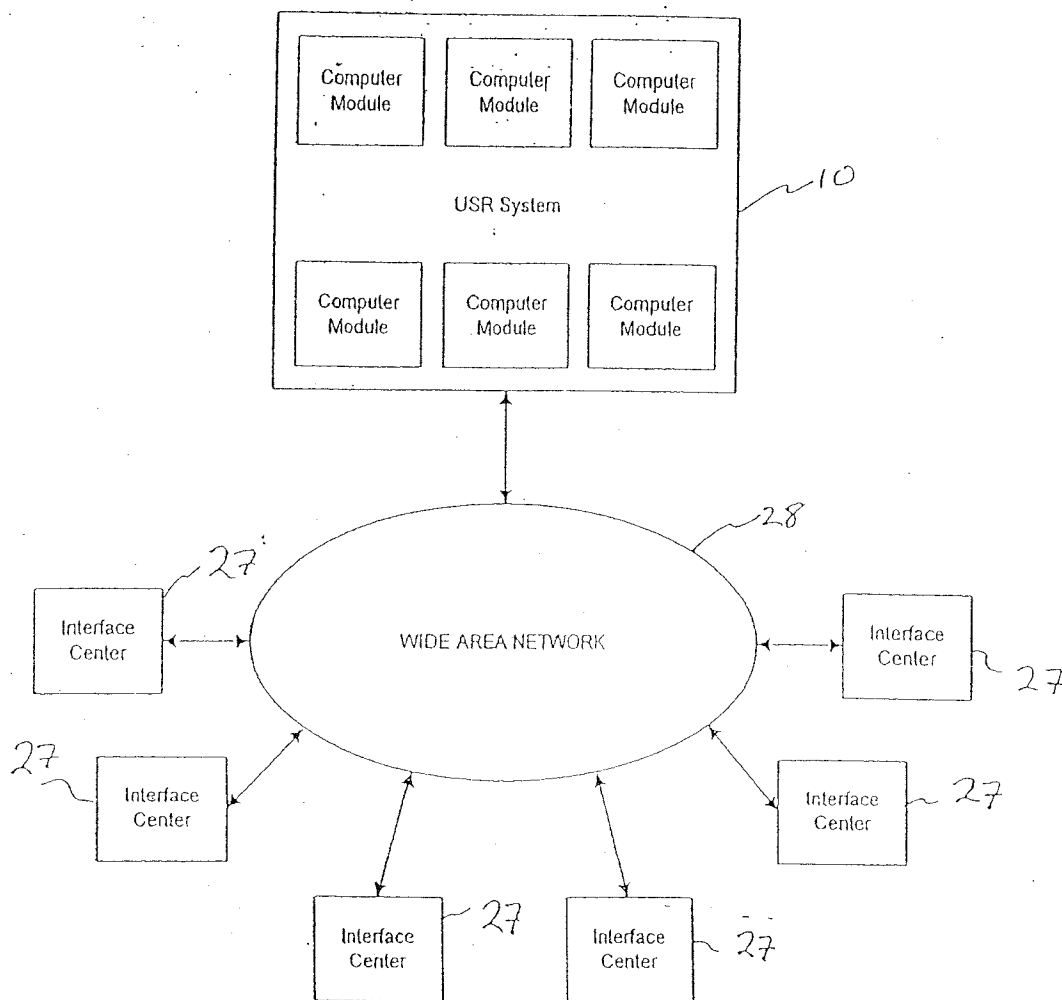 Computer
Module
Computer
Module
Computer
Module
10
USR System
Computer
Module
Computer
Module
Computer
Module
28
27
Interface
Center
WIDE AREA NETWORK
Interface
Center
27
27
Interface
Center
Interface
Center
27
Interface
Center
27
Interface
Center
27